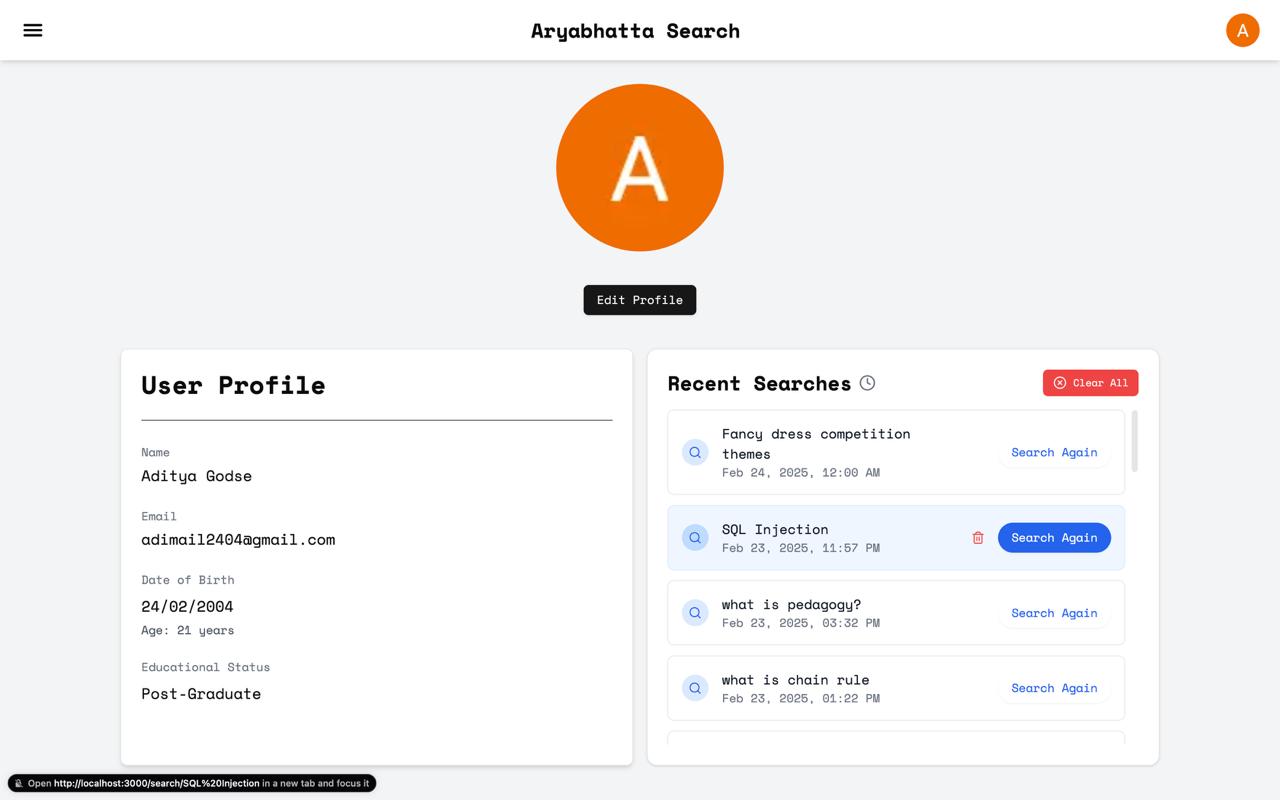 Aryabhatta Search
A
A
Edit Profile
User Profile
Name
Aditya Godse
Email
adimail2404@gmail.com
Date of Birth
24/02/2004
Age: 21 years
Educational Status
Post-Graduate
Recent Searches
Clear All
Fancy dress competition
themes
Feb 24, 2025, 12:00 AM
Search Again
SQL Injection
Feb 23, 2025, 11:57 PM
Search Again
what is pedagogy?
Feb 23, 2025, 03:32 PM
Search Again
what is chain rule
Feb 23, 2025, 01:22 PM
Search Again
Open http://localhost:3000/search/SQL%20Injection in a new tab and focus it